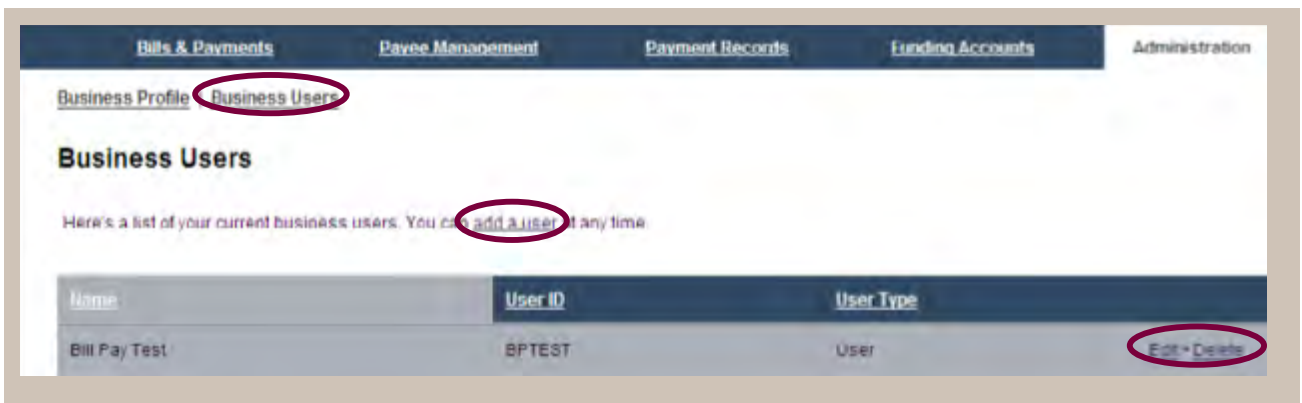 Bills & Payments Payee Management Payment Records Funding Accounts Administration
Business Profile Business Users
Business Users
Here's a list of your current business users. You can add a user at any time.
Name User ID User Type
Bill Pay Test BPTEST User Edit • Delete